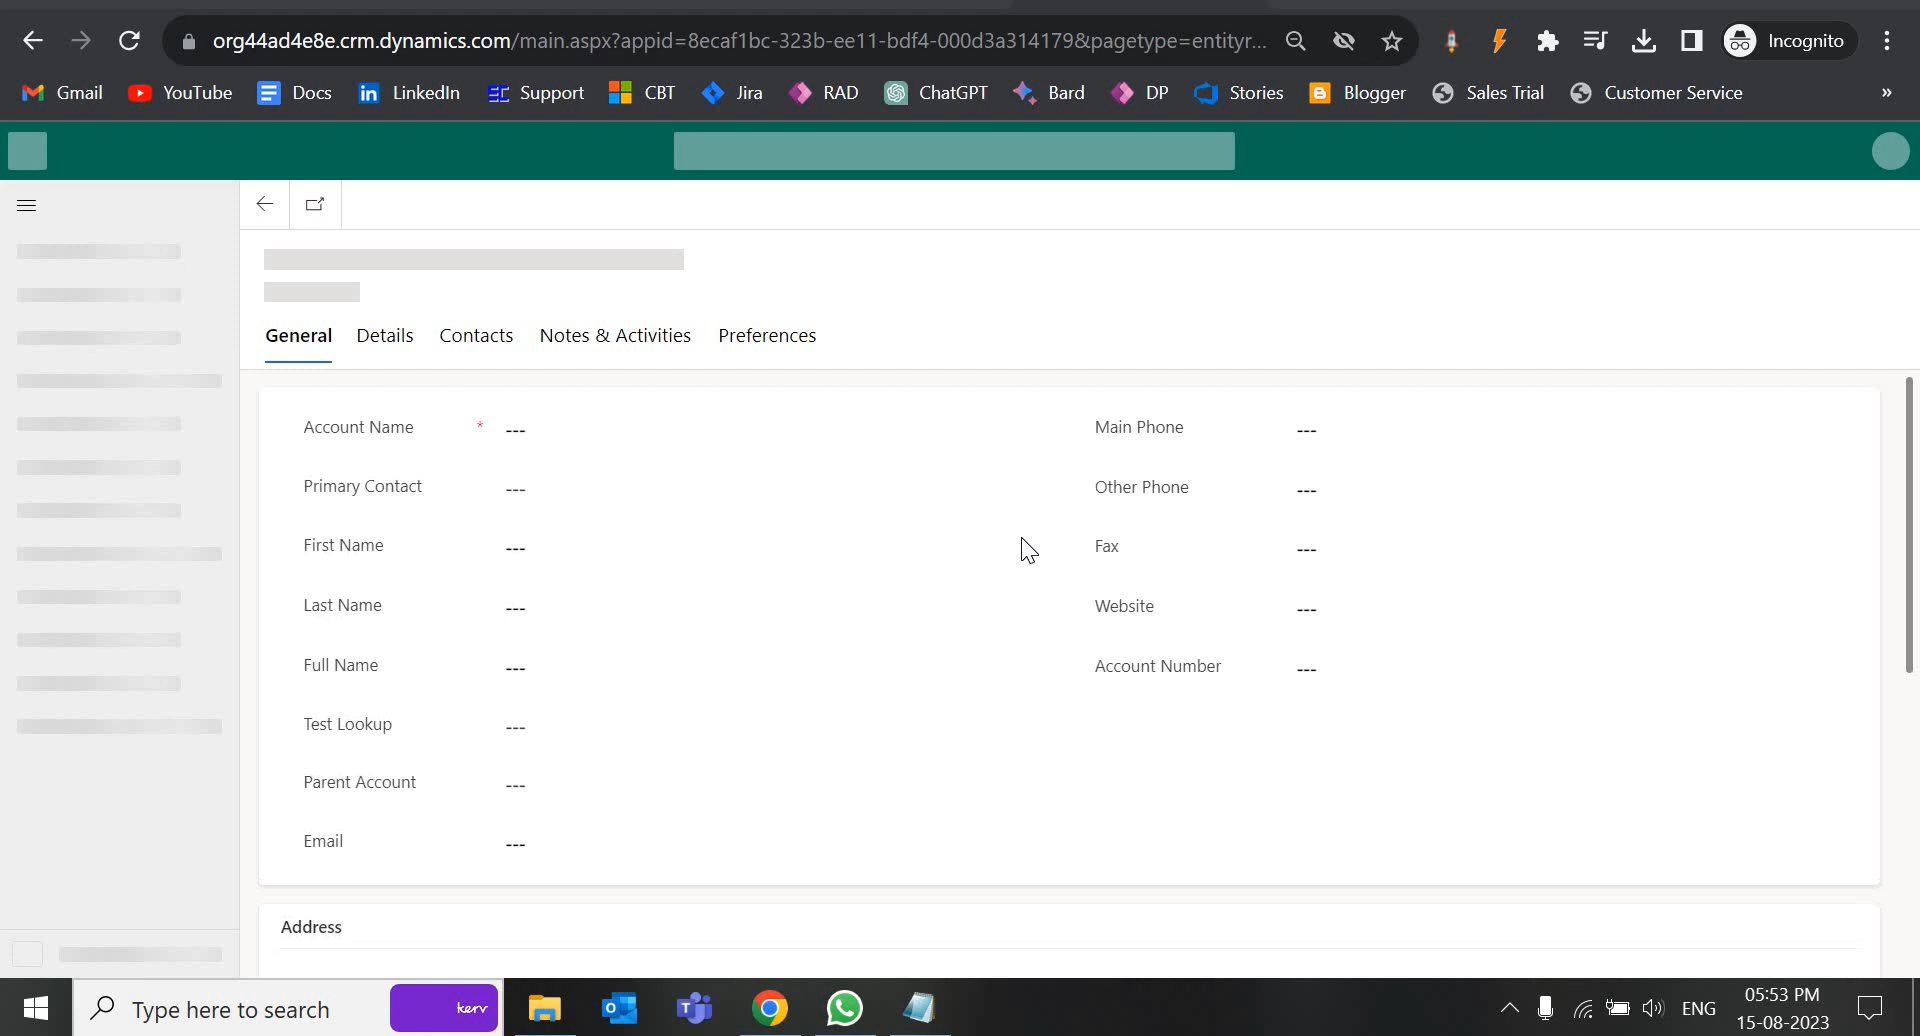 org44ad4e8e.crm.dynamics.com/main.aspx?appid=8ecaf1bc-323b-ee11-bdf4-000d3a314179&pagetype=entityr... Incognito
Gmail YouTube Docs LinkedIn Support CBT Jira RAD ChatGPT Bard DP Stories Blogger Sales Trial Customer Service »
General Details Contacts Notes & Activities Preferences
Account Name * --- Main Phone ---
Primary Contact --- Other Phone ---
First Name --- Fax ---
Last Name --- Website ---
Full Name --- Account Number ---
Test Lookup ---
Parent Account ---
Email ---
Address
Type here to search kerv ENG 05:53 PM
15-08-2023